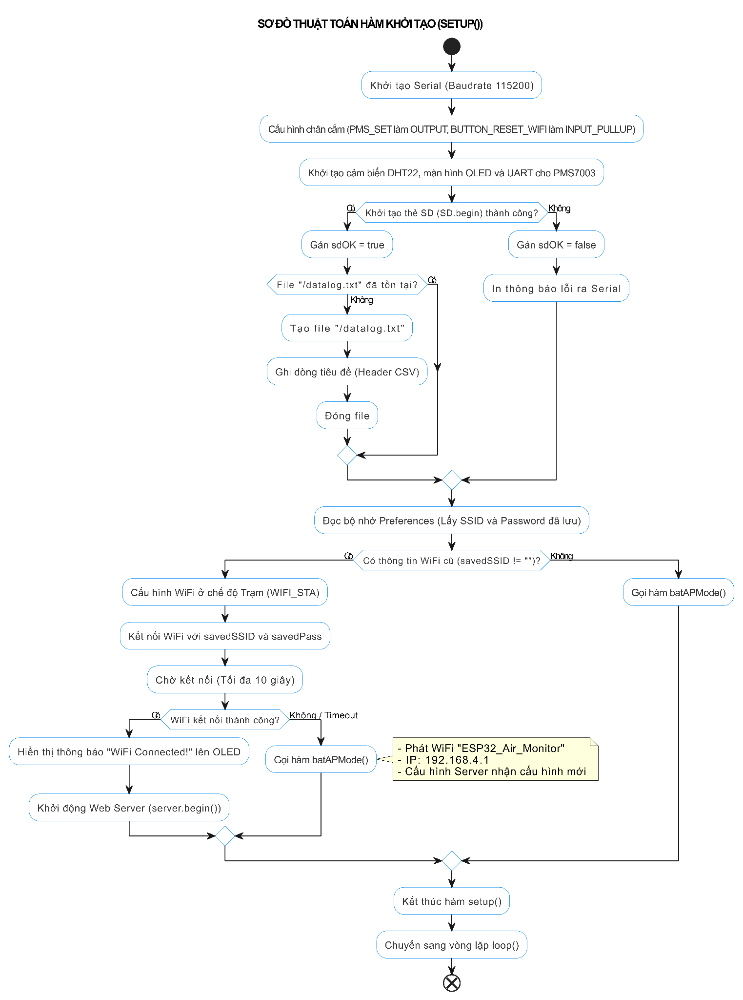 SƠ ĐỒ THUẬT TOÁN HÀM KHỞI TẠO (SETUP())
Khởi tạo Serial (Baudrate 115200)
Cấu hình chân cắm (PMS_SET làm OUTPUT, BUTTON_RESET_WIFI làm INPUT_PULLUP)
Khởi tạo cảm biến DHT22, màn hình OLED và UART cho PMS7003
Có
Khởi tạo thẻ SD (SD.begin) thành công?
Không
Gán sdOK = true
Gán sdOK = false
File "/datalog.txt" đã tồn tại?
Có
Không
In thông báo lỗi ra Serial
Tạo file "/datalog.txt"
Ghi dòng tiêu đề (Header CSV)
Đóng file
Đọc bộ nhớ Preferences (Lấy SSID và Password đã lưu)
Có
Có thông tin WiFi cũ (savedSSID != "")?
Không
Cấu hình WiFi ở chế độ Trạm (WIFI_STA)
Gọi hàm batAPMode()
Kết nối WiFi với savedSSID và savedPass
Chờ kết nối (Tối đa 10 giây)
Có
WiFi kết nối thành công?
Không / Timeout
Hiển thị thông báo "WiFi Connected!" lên OLED
Gọi hàm batAPMode()
- Phát WiFi "ESP32_Air_Monitor"
- IP: 192.168.4.1
- Cấu hình Server nhận cấu hình mới
Khởi động Web Server (server.begin())
Kết thúc hàm setup()
Chuyển sang vòng lặp loop()